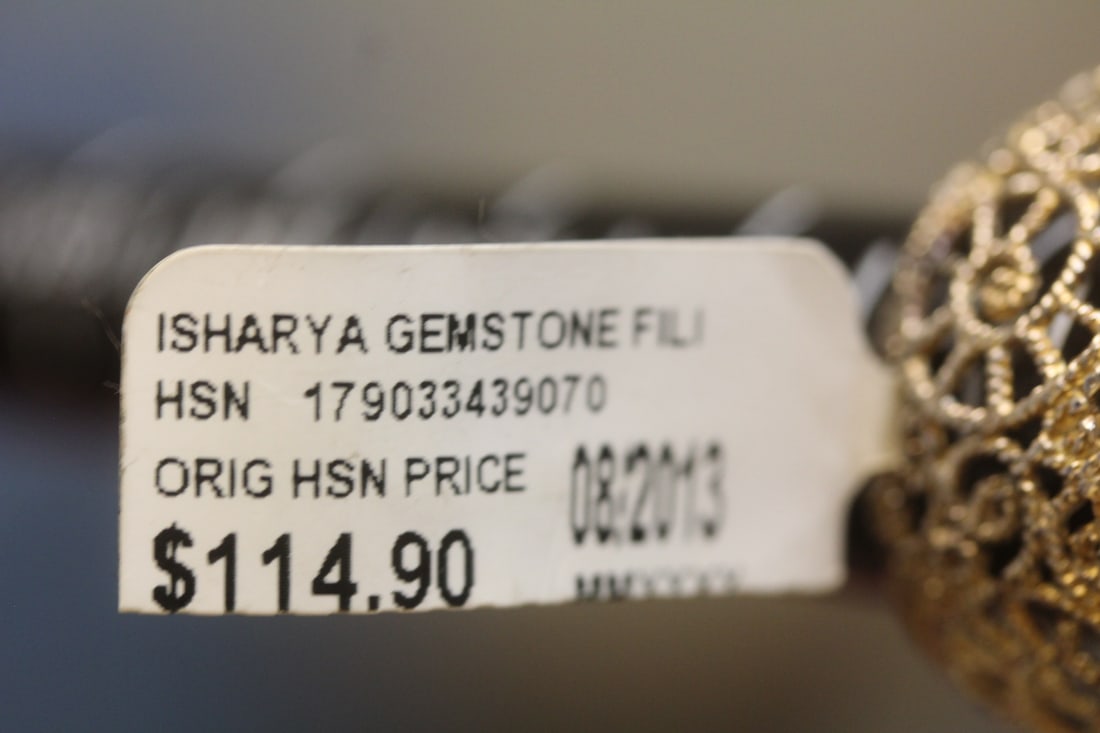 ISHARYA GEMSTONE FILI
HSN 179033439070
ORIG HSN PRICE 08/2013
$114.90